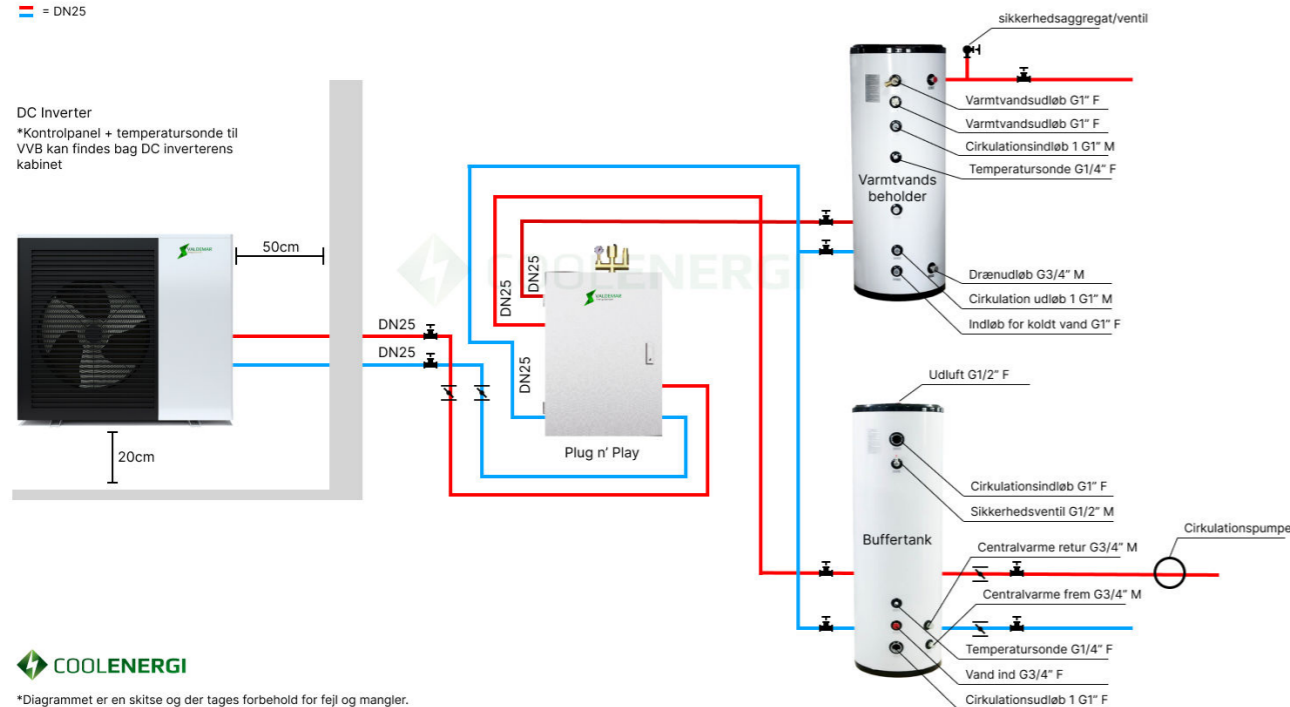 = DN25
DC Inverter
*Kontrolpanel + temperatursonde til
VVB kan findes bag DC inverterens
kabinet
VALDEMAR
50cm
20cm
DN25
DN25
COOLENERGI
DN25
DN25
DN25
VALDEMAR
Plug n' Play
sikkerhedsaggregat/ventil
Varmtvandsudløb G1" F
Varmtvandsudløb G1" F
Cirkulationsindløb 1 G1" M
Temperatursonde G1/4" F
Varmtvands
beholder
Drænudløb G3/4" M
Cirkulation udløb 1 G1" M
Indløb for koldt vand G1" F
Udluft G1/2" F
Cirkulationsindløb G1" F
Sikkerhedsventil G1/2" M
Buffertank
Centralvarme retur G3/4" M
Cirkulationspumpe
Centralvarme frem G3/4" M
Temperatursonde G1/4" F
Vand ind G3/4" F
Cirkulationsudløb 1 G1" F
COOLENERGI
*Diagrammet er en skitse og der tages forbehold for fejl og mangler.